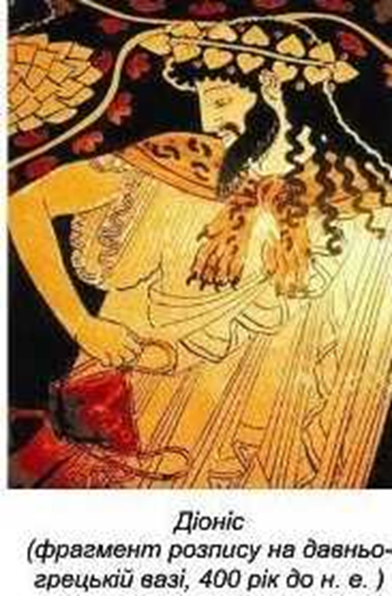 Діоніс
(фрагмент розпису на давньо-
грецькій вазі, 400 рік до н. е. )